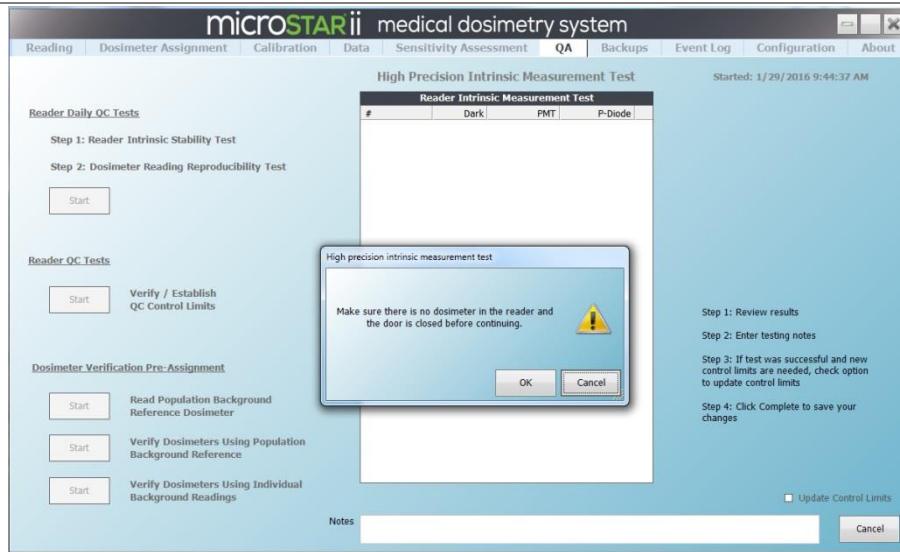 microSTARii medical dosimetry system
Reading Dosimeter Assignment Calibration Data Sensitivity Assessment QA Backups Event Log Configuration About
High Precision Intrinsic Measurement Test
Started: 1/29/2016 9:44:37 AM
Reader Daily QC Tests
Step 1: Reader Intrinsic Stability Test
Step 2: Dosimeter Reading Reproducibility Test
Start
Reader QC Tests
Start
Verify / Establish
QC Control Limits
Dosimeter Verification Pre-Assignment
Start
Read Population Background
Reference Dosimeter
Start
Verify Dosimeters Using Population
Background Reference
Start
Verify Dosimeters Using Individual
Background Readings
Reader Intrinsic Measurement Test
# Dark PMT P-Diode
High precision intrinsic measurement test
Make sure there is no dosimeter in the reader and
the door is closed before continuing.
OK Cancel
Step 1: Review results
Step 2: Enter testing notes
Step 3: If test was successful and new
control limits are needed, check option
to update control limits
Step 4: Click Complete to save your
changes
Update Control Limits
Notes
Cancel